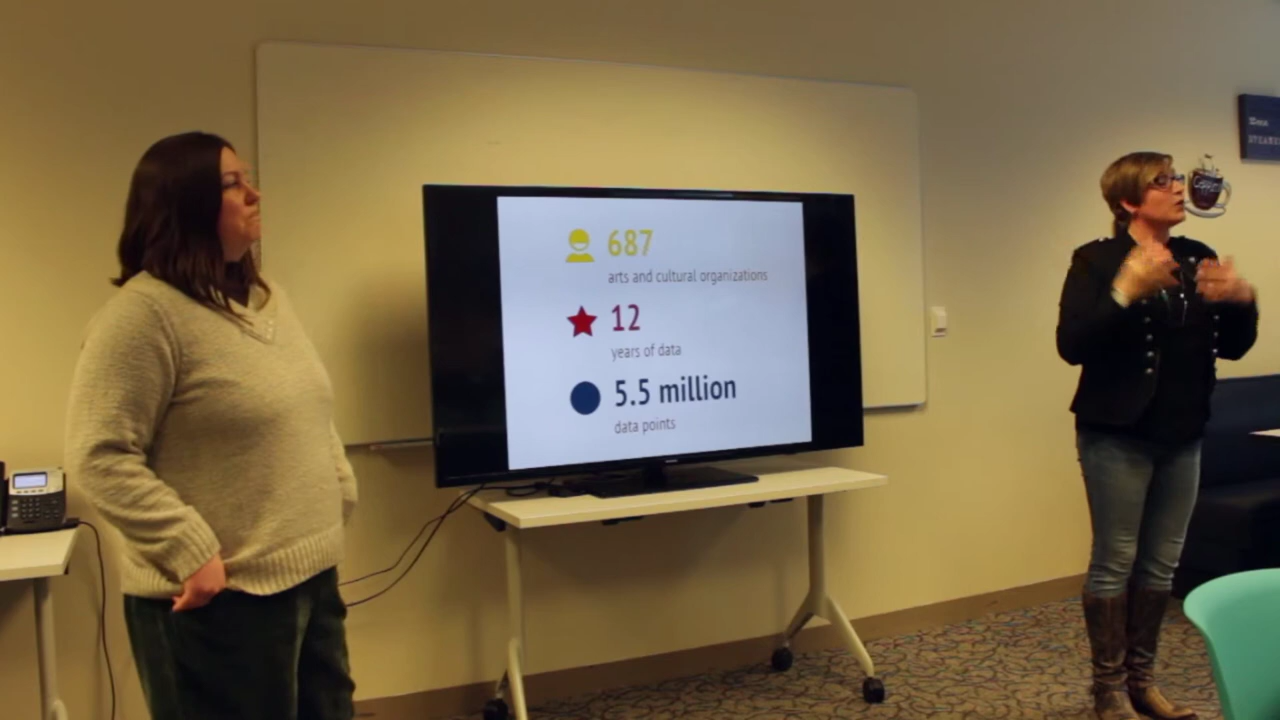 687
arts and cultural organizations
12
years of data
5.5 million
data points